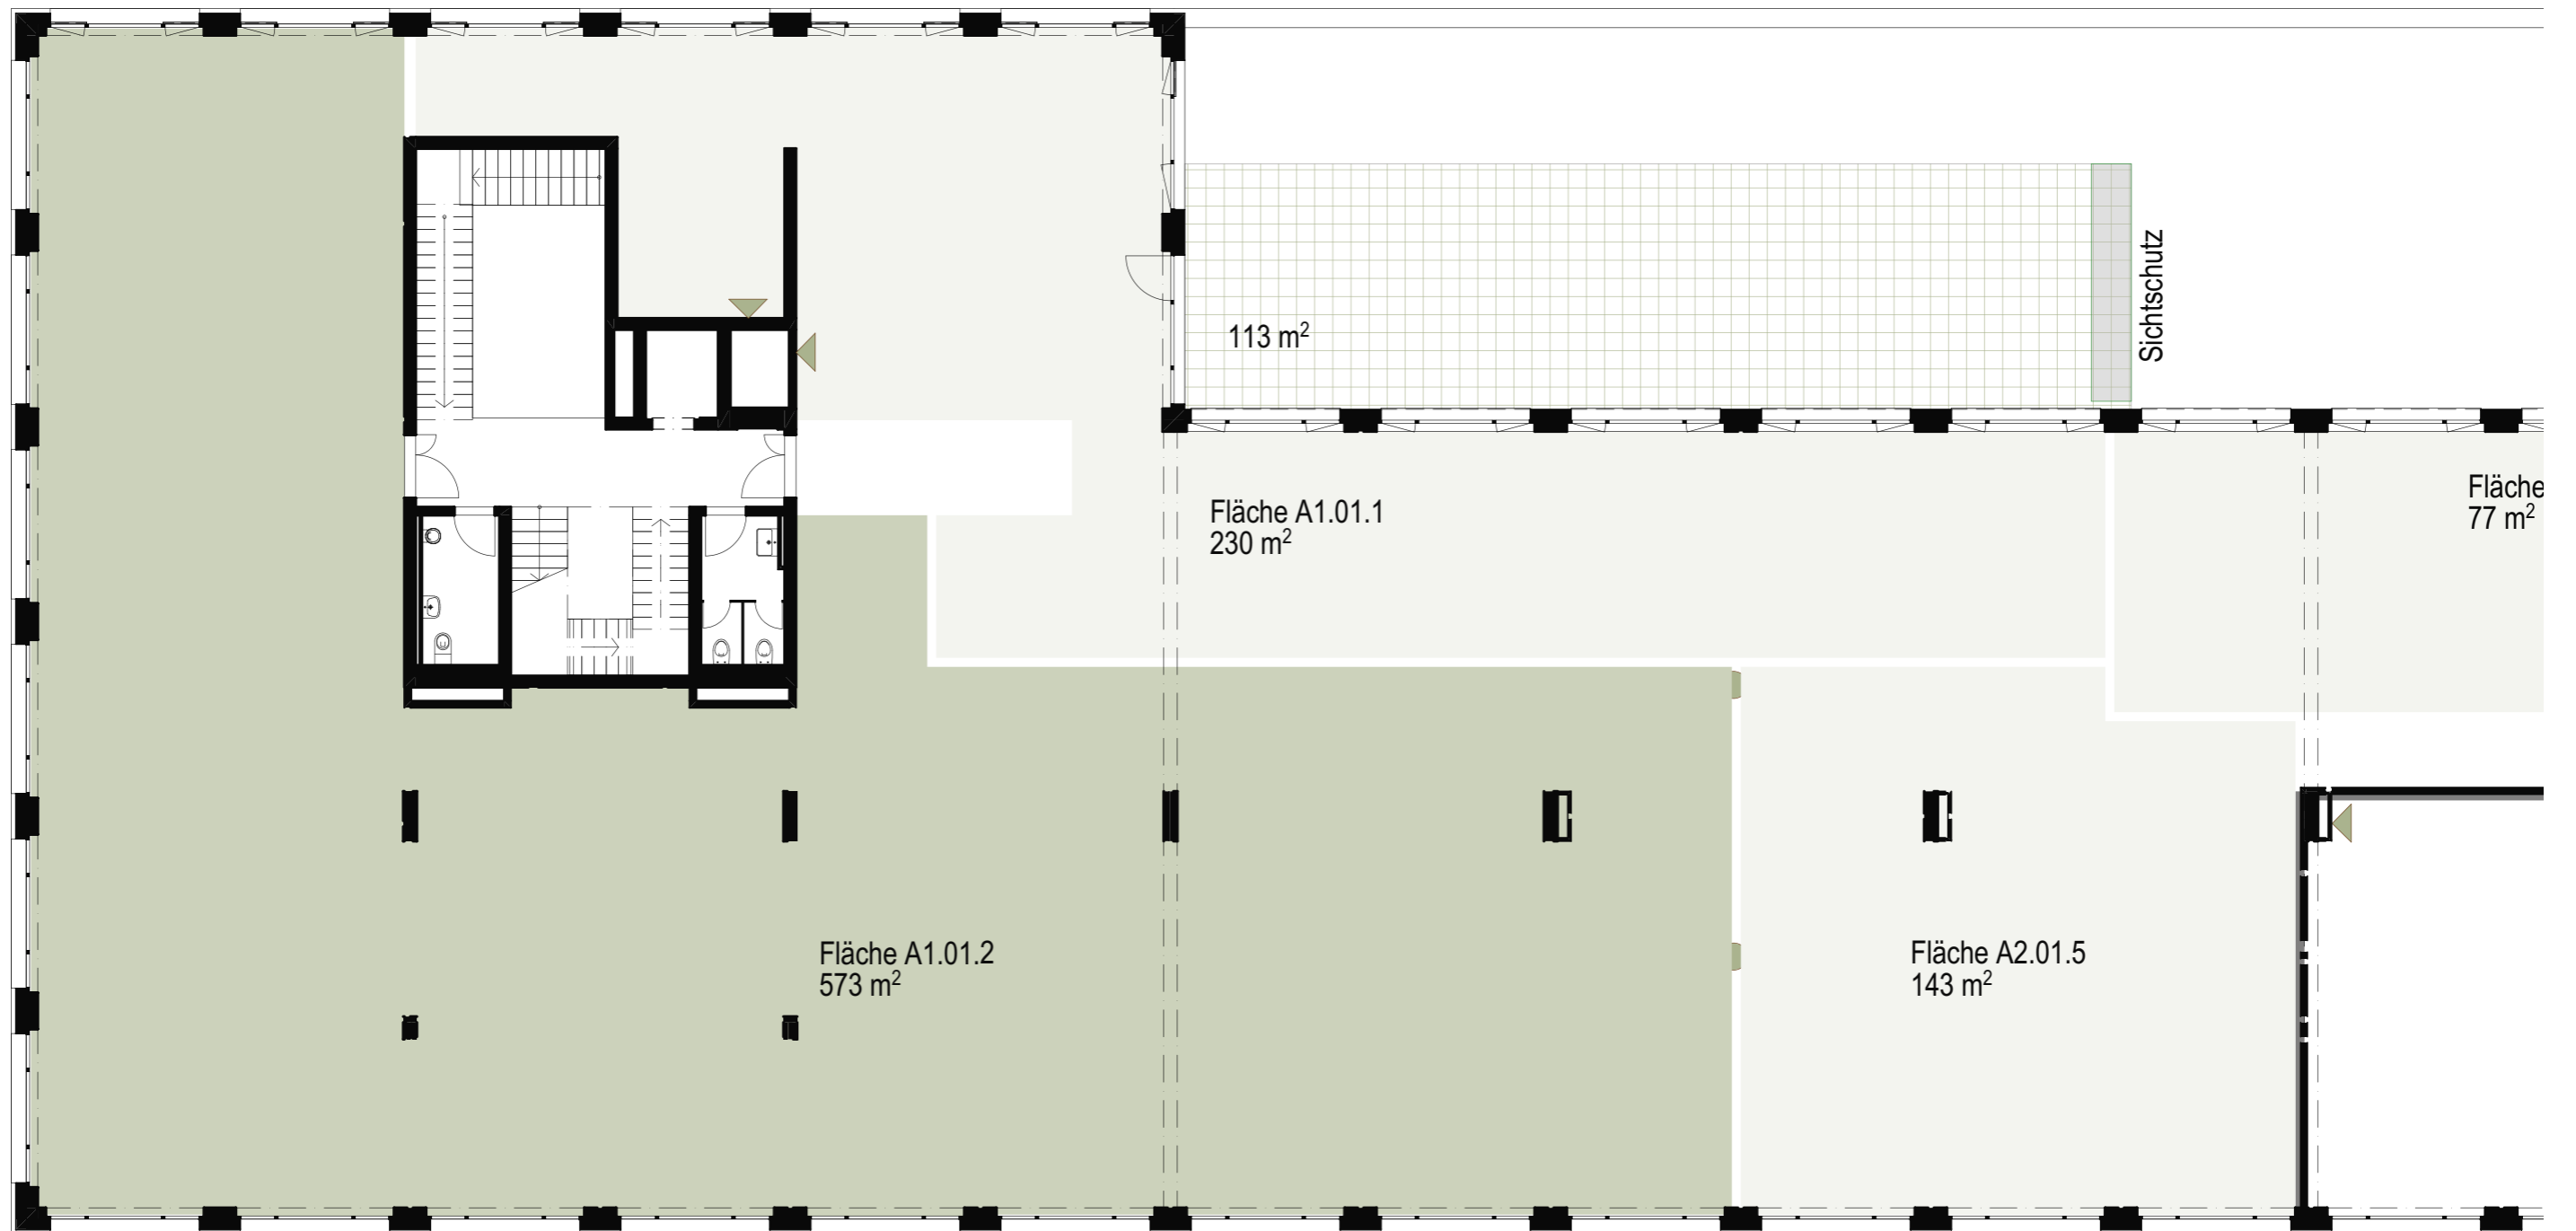 Sichtschutz
113 m²
Fläche A1.01.1
230 m²
Fläche
77 m²
Fläche A1.01.2
573 m²
Fläche A2.01.5
143 m²